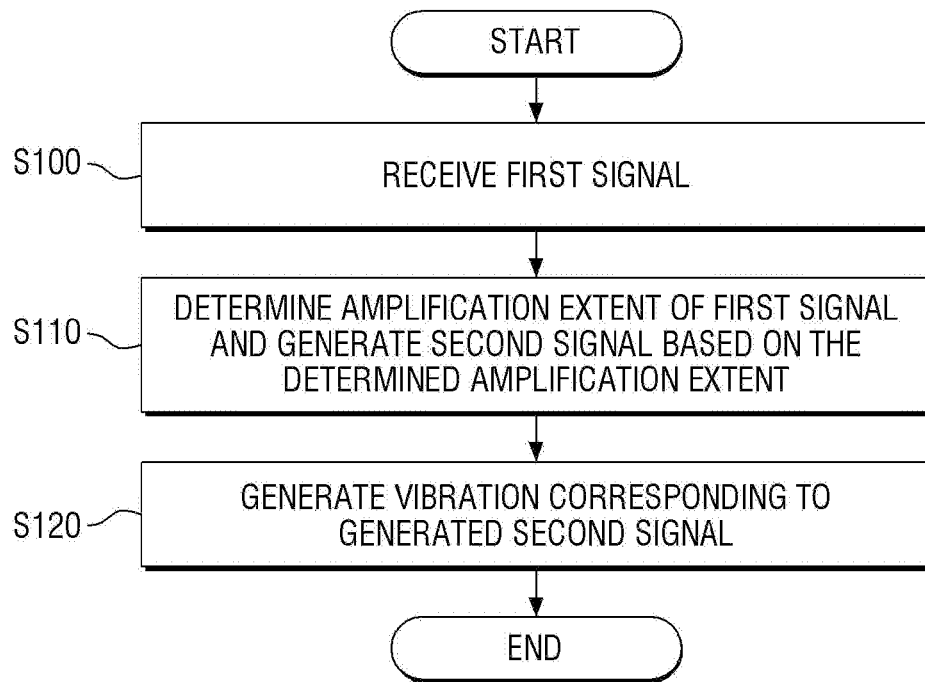 START
S100
RECEIVE FIRST SIGNAL
S110
DETERMINE AMPLIFICATION EXTENT OF FIRST SIGNAL
AND GENERATE SECOND SIGNAL BASED ON THE
DETERMINED AMPLIFICATION EXTENT
S120
GENERATE VIBRATION CORRESPONDING TO
GENERATED SECOND SIGNAL
END